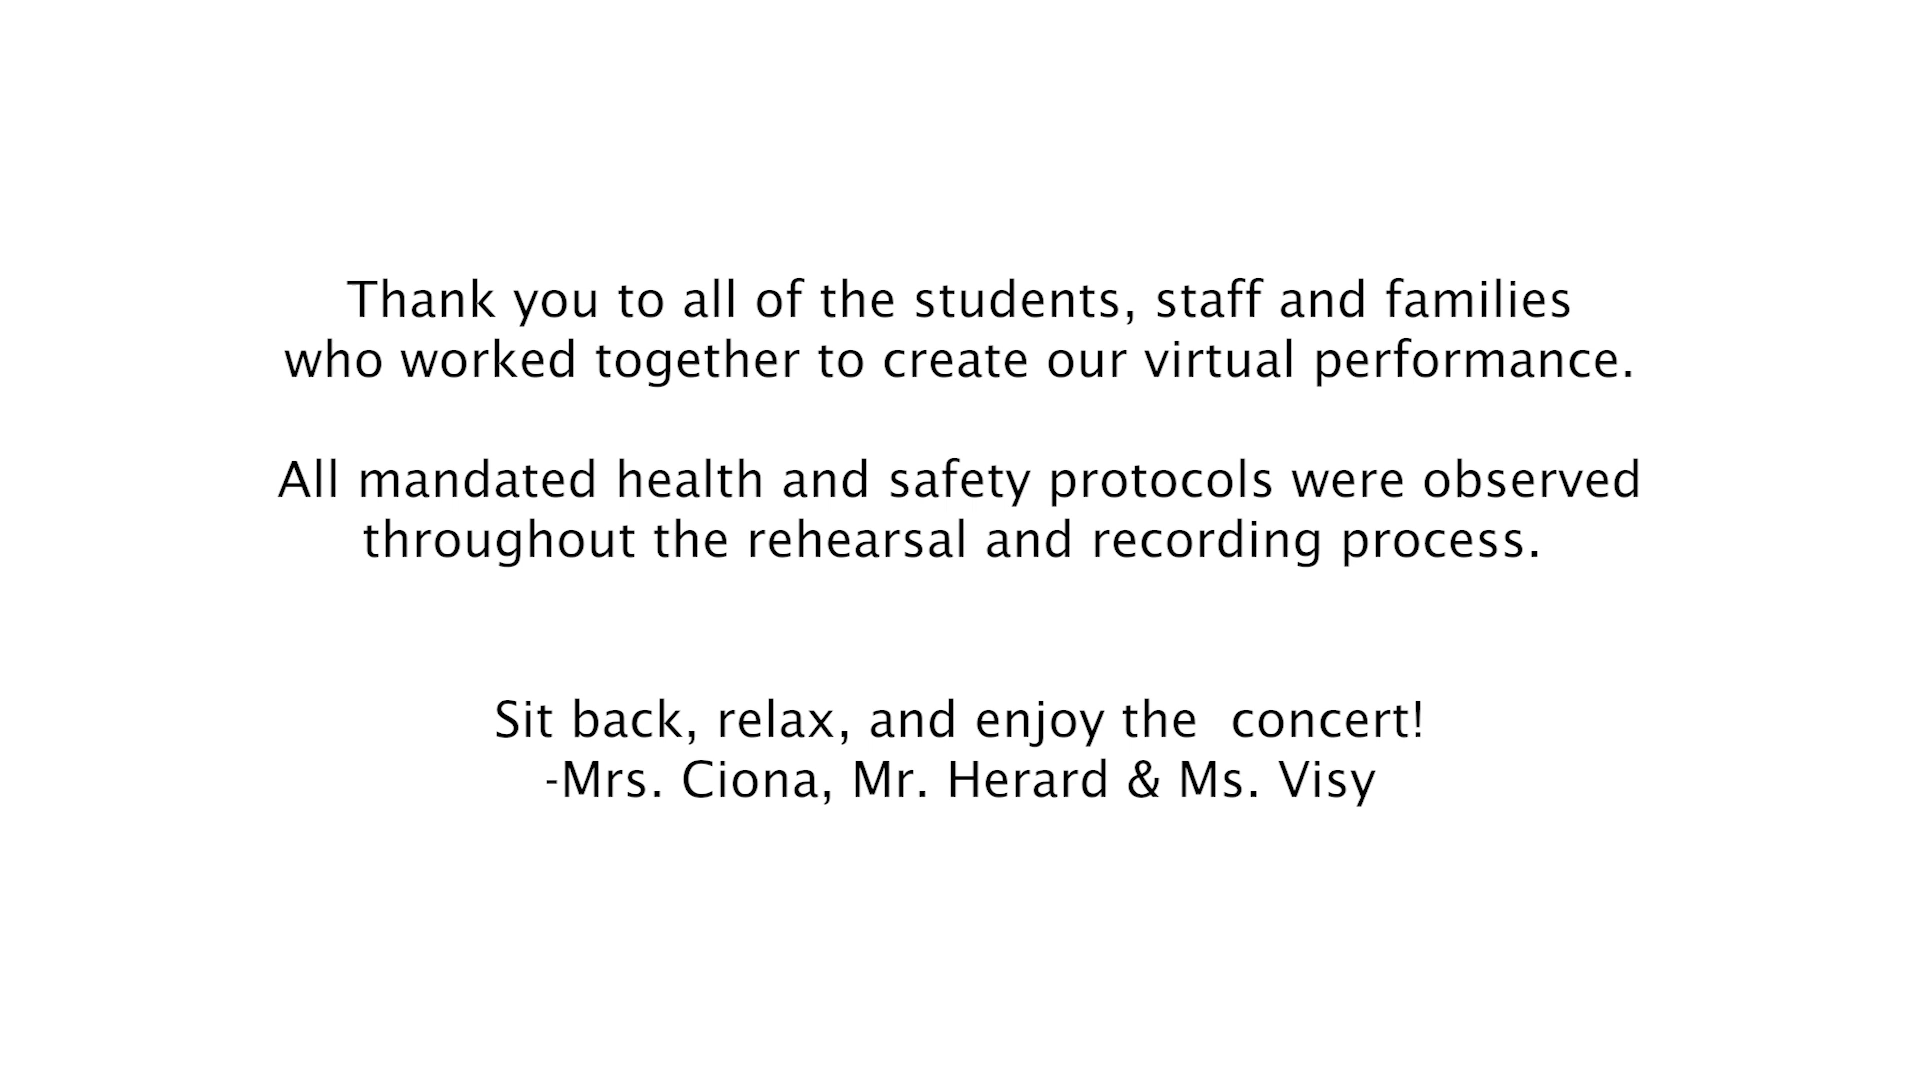 Thank you to all of the students, staff and families
who worked together to create our virtual performance.
All mandated health and safety protocols were observed
throughout the rehearsal and recording process.
Sit back, relax, and enjoy the  concert!
-Mrs. Ciona, Mr. Herard & Ms. Visy